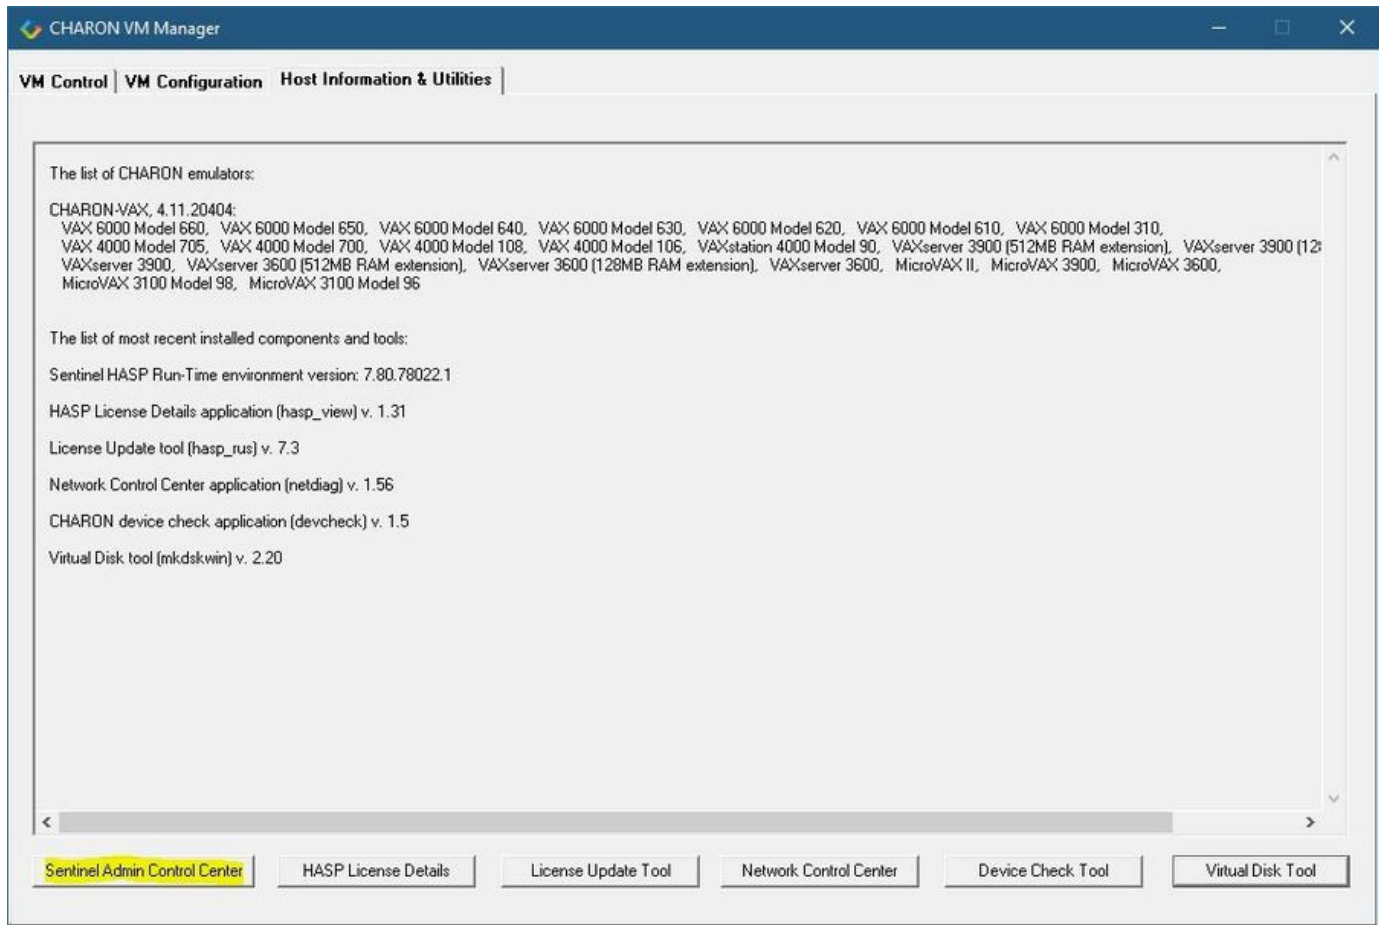 CHARON VM Manager
VM Control VM Configuration Host Information & Utilities
The list of CHARON emulators:
CHARON-VAX, 4.11.20404:
VAX 6000 Model 660, VAX 6000 Model 650, VAX 6000 Model 640, VAX 6000 Model 630, VAX 6000 Model 620, VAX 6000 Model 610, VAX 6000 Model 310,
VAX 4000 Model 705, VAX 4000 Model 700, VAX 4000 Model 108, VAX 4000 Model 106, VAXstation 4000 Model 90, VAXserver 3900 (512MB RAM extension), VAXserver 3900 (12
VAXserver 3900, VAXserver 3600 (512MB RAM extension), VAXserver 3600 (128MB RAM extension), VAXserver 3600, MicroVAX II, MicroVAX 3900, MicroVAX 3600,
MicroVAX 3100 Model 98, MicroVAX 3100 Model 96
The list of most recent installed components and tools:
Sentinel HASP Run-Time environment version: 7.80.78022.1
HASP License Details application (hasp_view) v. 1.31
License Update tool (hasp_rus) v. 7.3
Network Control Center application (netdiag) v. 1.56
CHARON device check application (devcheck) v. 1.5
Virtual Disk tool (mkdskwin) v. 2.20
Sentinel Admin Control Center HASP License Details License Update Tool Network Control Center Device Check Tool Virtual Disk Tool